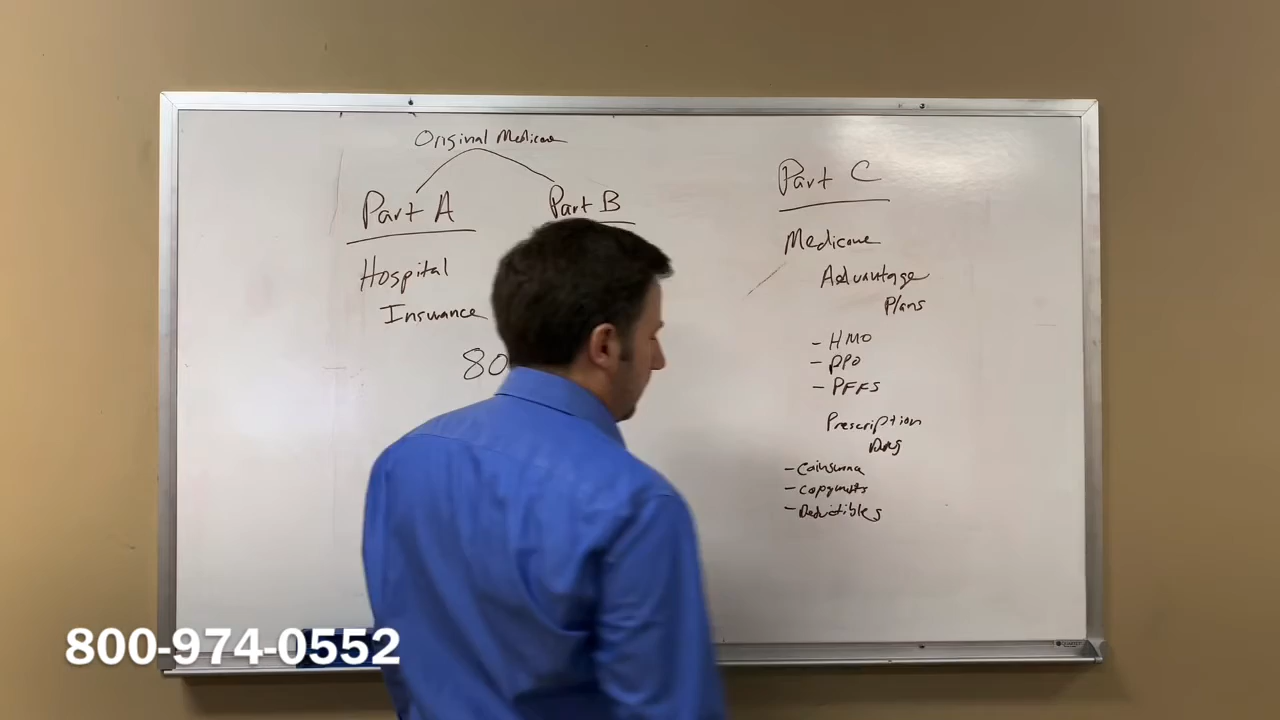 Original Medicare
Part A
Part B
Hospital
Insurance
80
Part C
Medicare
Advantage
Plans
- HMO
- PPO
- PFFS
Prescription
Drug
- Coinsurance
- Copayments
- Deductibles
800-974-0552